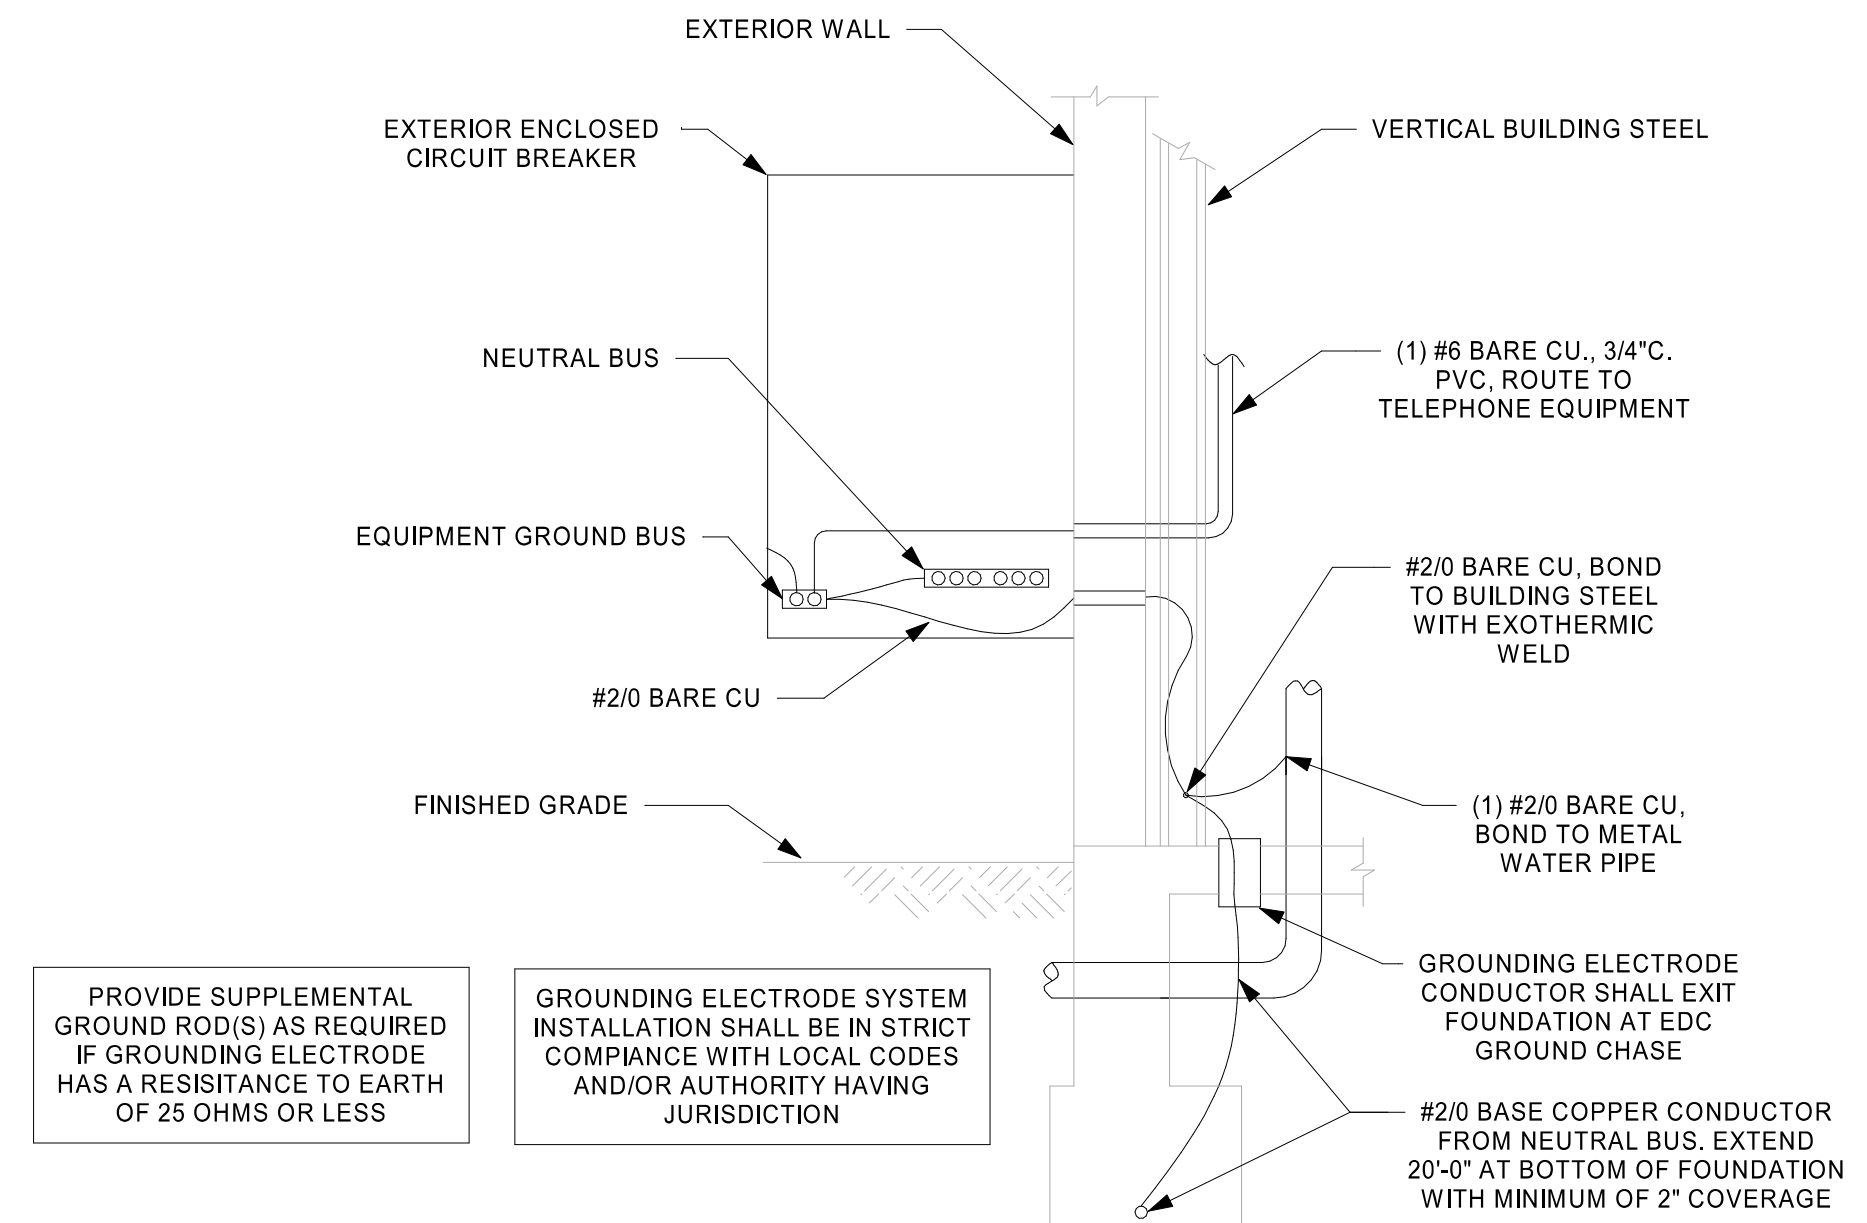 EXTERIOR WALL
EXTERIOR ENCLOSED
CIRCUIT BREAKER
VERTICAL BUILDING STEEL
NEUTRAL BUS
(1) #6 BARE CU., 3/4"C.
PVC, ROUTE TO
TELEPHONE EQUIPMENT
EQUIPMENT GROUND BUS
#2/0 BARE CU, BOND
TO BUILDING STEEL
WITH EXOTHERMIC
WELD
#2/0 BARE CU
FINISHED GRADE
(1) #2/0 BARE CU,
BOND TO METAL
WATER PIPE
GROUNDING ELECTRODE
CONDUCTOR SHALL EXIT
FOUNDATION AT EDC
GROUND CHASE
PROVIDE SUPPLEMENTAL
GROUND ROD(S) AS REQUIRED
IF GROUNDING ELECTRODE
HAS A RESISITANCE TO EARTH
OF 25 OHMS OR LESS
GROUNDING ELECTRODE SYSTEM
INSTALLATION SHALL BE IN STRICT
COMPIANCE WITH LOCAL CODES
AND/OR AUTHORITY HAVING
JURISDICTION
#2/0 BASE COPPER CONDUCTOR
FROM NEUTRAL BUS. EXTEND
20'-0" AT BOTTOM OF FOUNDATION
WITH MINIMUM OF 2" COVERAGE